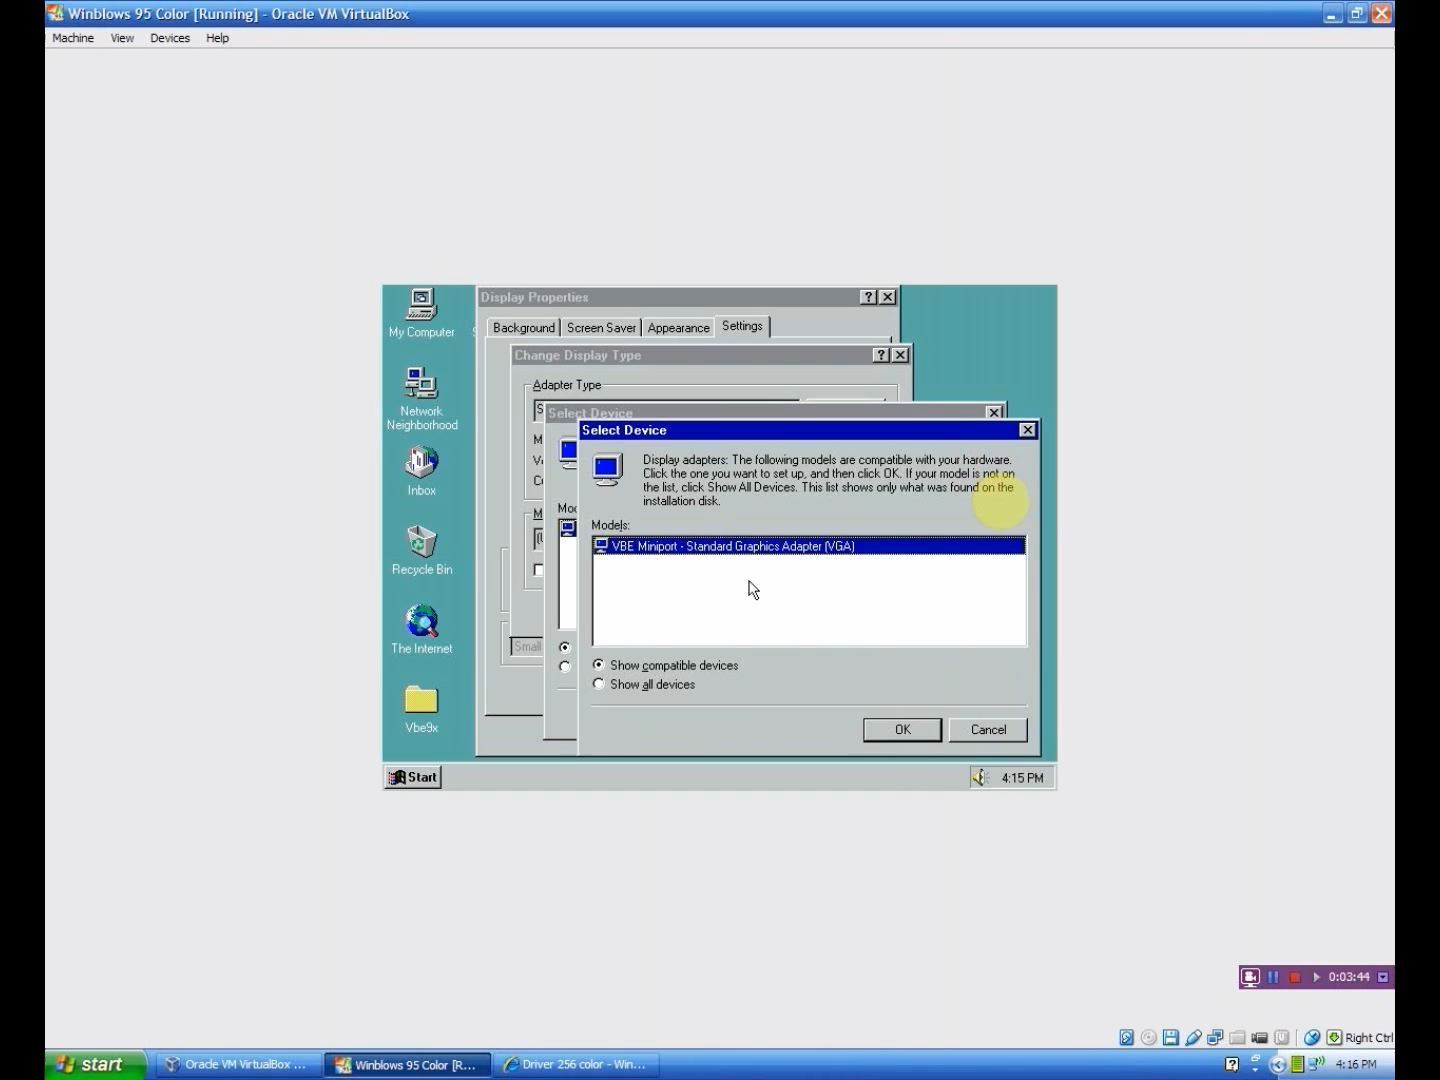 Winblows 95 Color [Running] - Oracle VM VirtualBox
Machine View Devices Help
My Computer
Network
Neighborhood
Inbox
Recycle Bin
The Internet
Vbe9x
Display Properties
Background Screen Saver Appearance Settings
Change Display Type
Adapter Type
Small
Select Device
Select Device
Display adapters: The following models are compatible with your hardware.
Click the one you want to set up, and then click OK. If your model is not on
the list, click Show All Devices. This list shows only what was found on the
installation disk.
Models:
VBE Miniport - Standard Graphics Adapter (VGA)
Show compatible devices
Show all devices
OK Cancel
Start
4:15 PM
0:03:44
Right Ctrl
start
Oracle VM VirtualBox ...
Winblows 95 Color [R...
Driver 256 color - Win...
4:16 PM